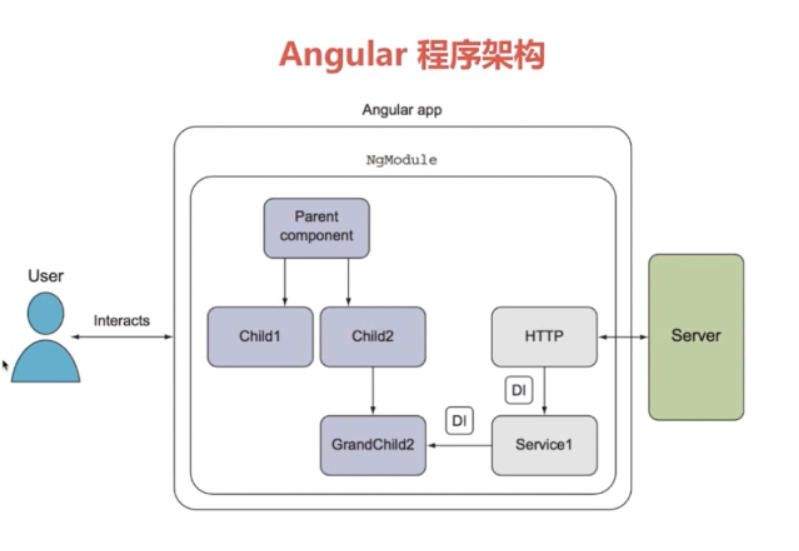 Angular 程序架构
Angular app
NgModule
Parent
component
User
Interacts
Child1
Child2
HTTP
Server
DI
DI
GrandChild2
Service1